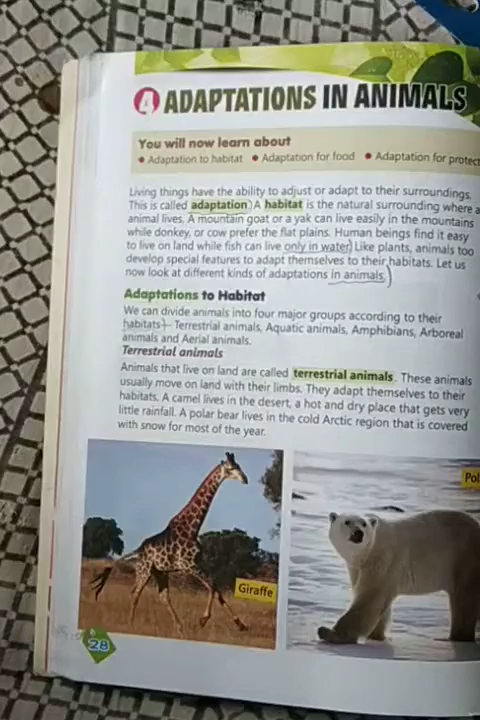 4 ADAPTATIONS IN ANIMALS
You will now learn about
• Adaptation to habitat • Adaptation for food • Adaptation for protect
Living things have the ability to adjust or adapt to their surroundings.
This is called adaptation. A habitat is the natural surrounding where a
animal lives. A mountain goat or a yak can live easily in the mountains
while donkey, or cow prefer the flat plains. Human beings find it easy
to live on land while fish can live only in water. Like plants, animals too
develop special features to adapt themselves to their habitats. Let us
now look at different kinds of adaptations in animals.
Adaptations to Habitat
We can divide animals into four major groups according to their
habitats — Terrestrial animals, Aquatic animals, Amphibians, Arboreal
animals and Aerial animals.
Terrestrial animals
Animals that live on land are called terrestrial animals. These animals
usually move on land with their limbs. They adapt themselves to their
habitats. A camel lives in the desert, a hot and dry place that gets very
little rainfall. A polar bear lives in the cold Arctic region that is covered
with snow for most of the year.
Pol
Giraffe
28